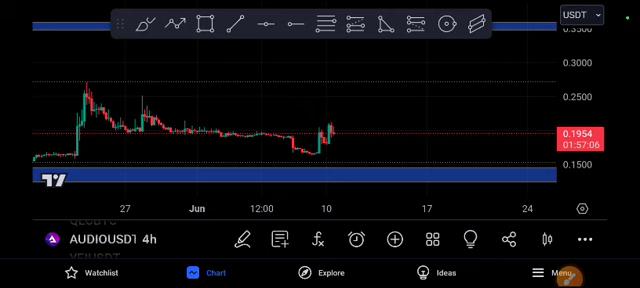 USDT
0.3500
0.3000
0.2500
0.1954
01:57:06
0.1500
27 Jun 12:00 10 17 24
AUDIOUSDT 4h
Watchlist Chart Explore Ideas Menu